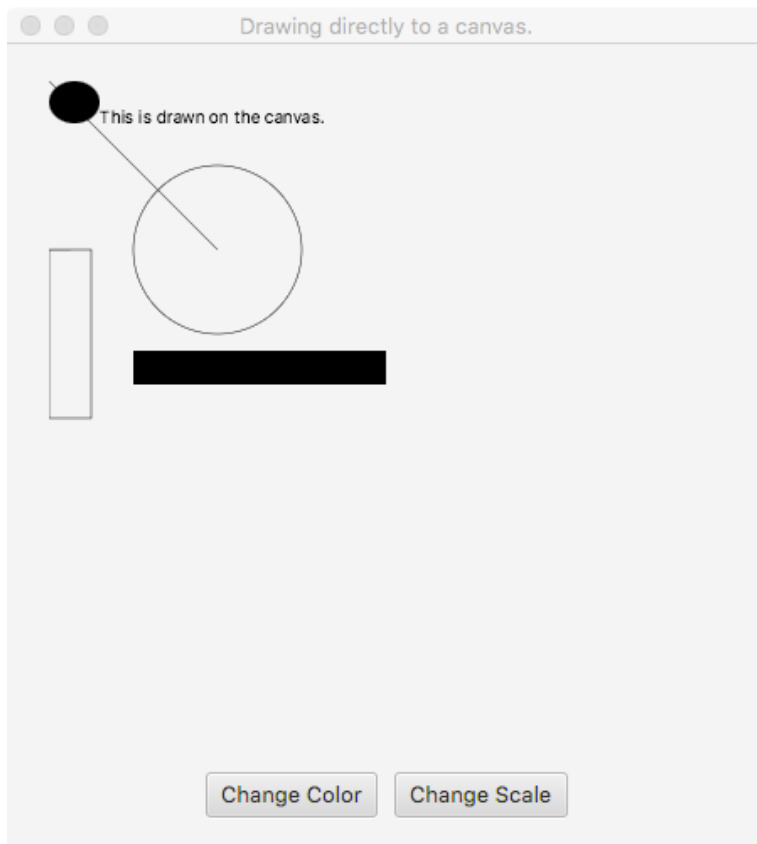 Drawing directly to a canvas.
This is drawn on the canvas.
Change Color
Change Scale